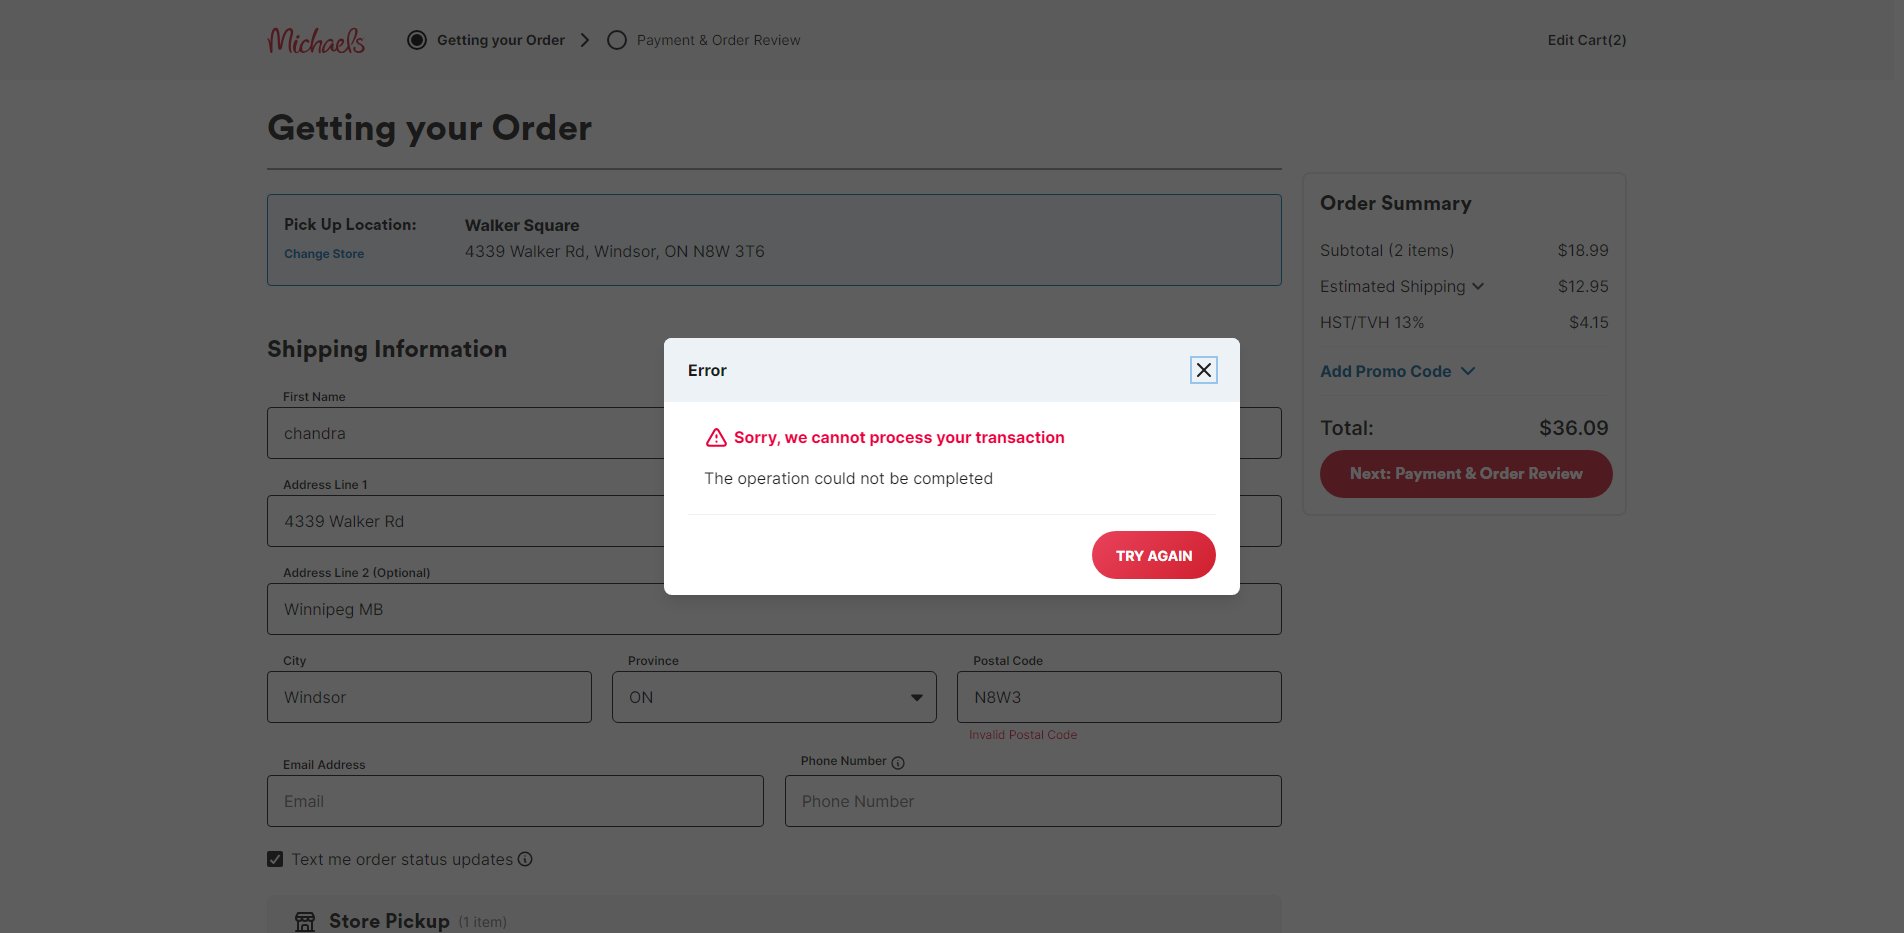 Michaels
Getting your Order
Payment & Order Review
Edit Cart(2)
Getting your Order
Pick Up Location:
Change Store
Walker Square
4339 Walker Rd, Windsor, ON N8W 3T6
Order Summary
Subtotal (2 items) $18.99
Estimated Shipping $12.95
HST/TVH 13% $4.15
Add Promo Code
Total: $36.09
Next: Payment & Order Review
Shipping Information
First Name
chandra
Address Line 1
4339 Walker Rd
Address Line 2 (Optional)
Winnipeg MB
City
Windsor
Province
ON
Postal Code
N8W3
Invalid Postal Code
Email Address
Email
Phone Number
Phone Number
Text me order status updates
Store Pickup (1 item)
Error
Sorry, we cannot process your transaction
The operation could not be completed
TRY AGAIN